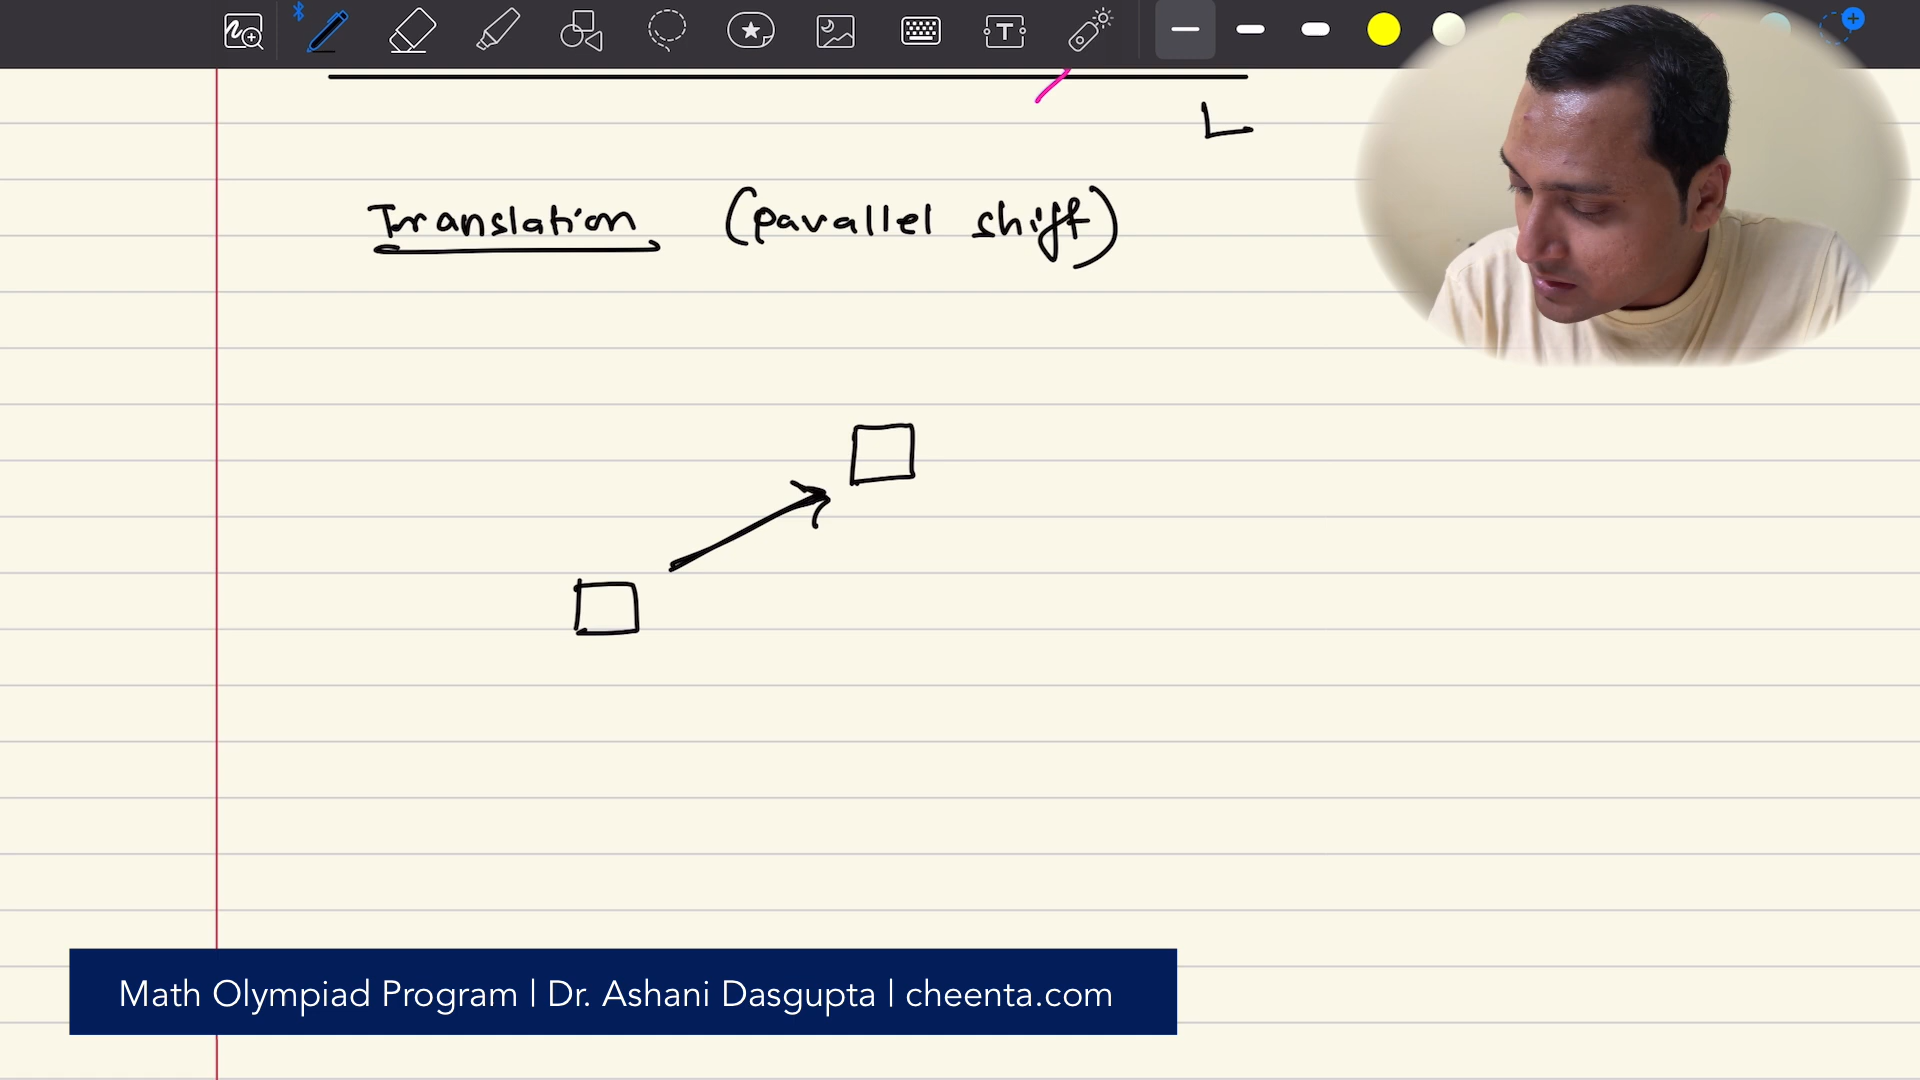 L
Translation (parallel shift)
Math Olympiad Program | Dr. Ashani Dasgupta | cheenta.com